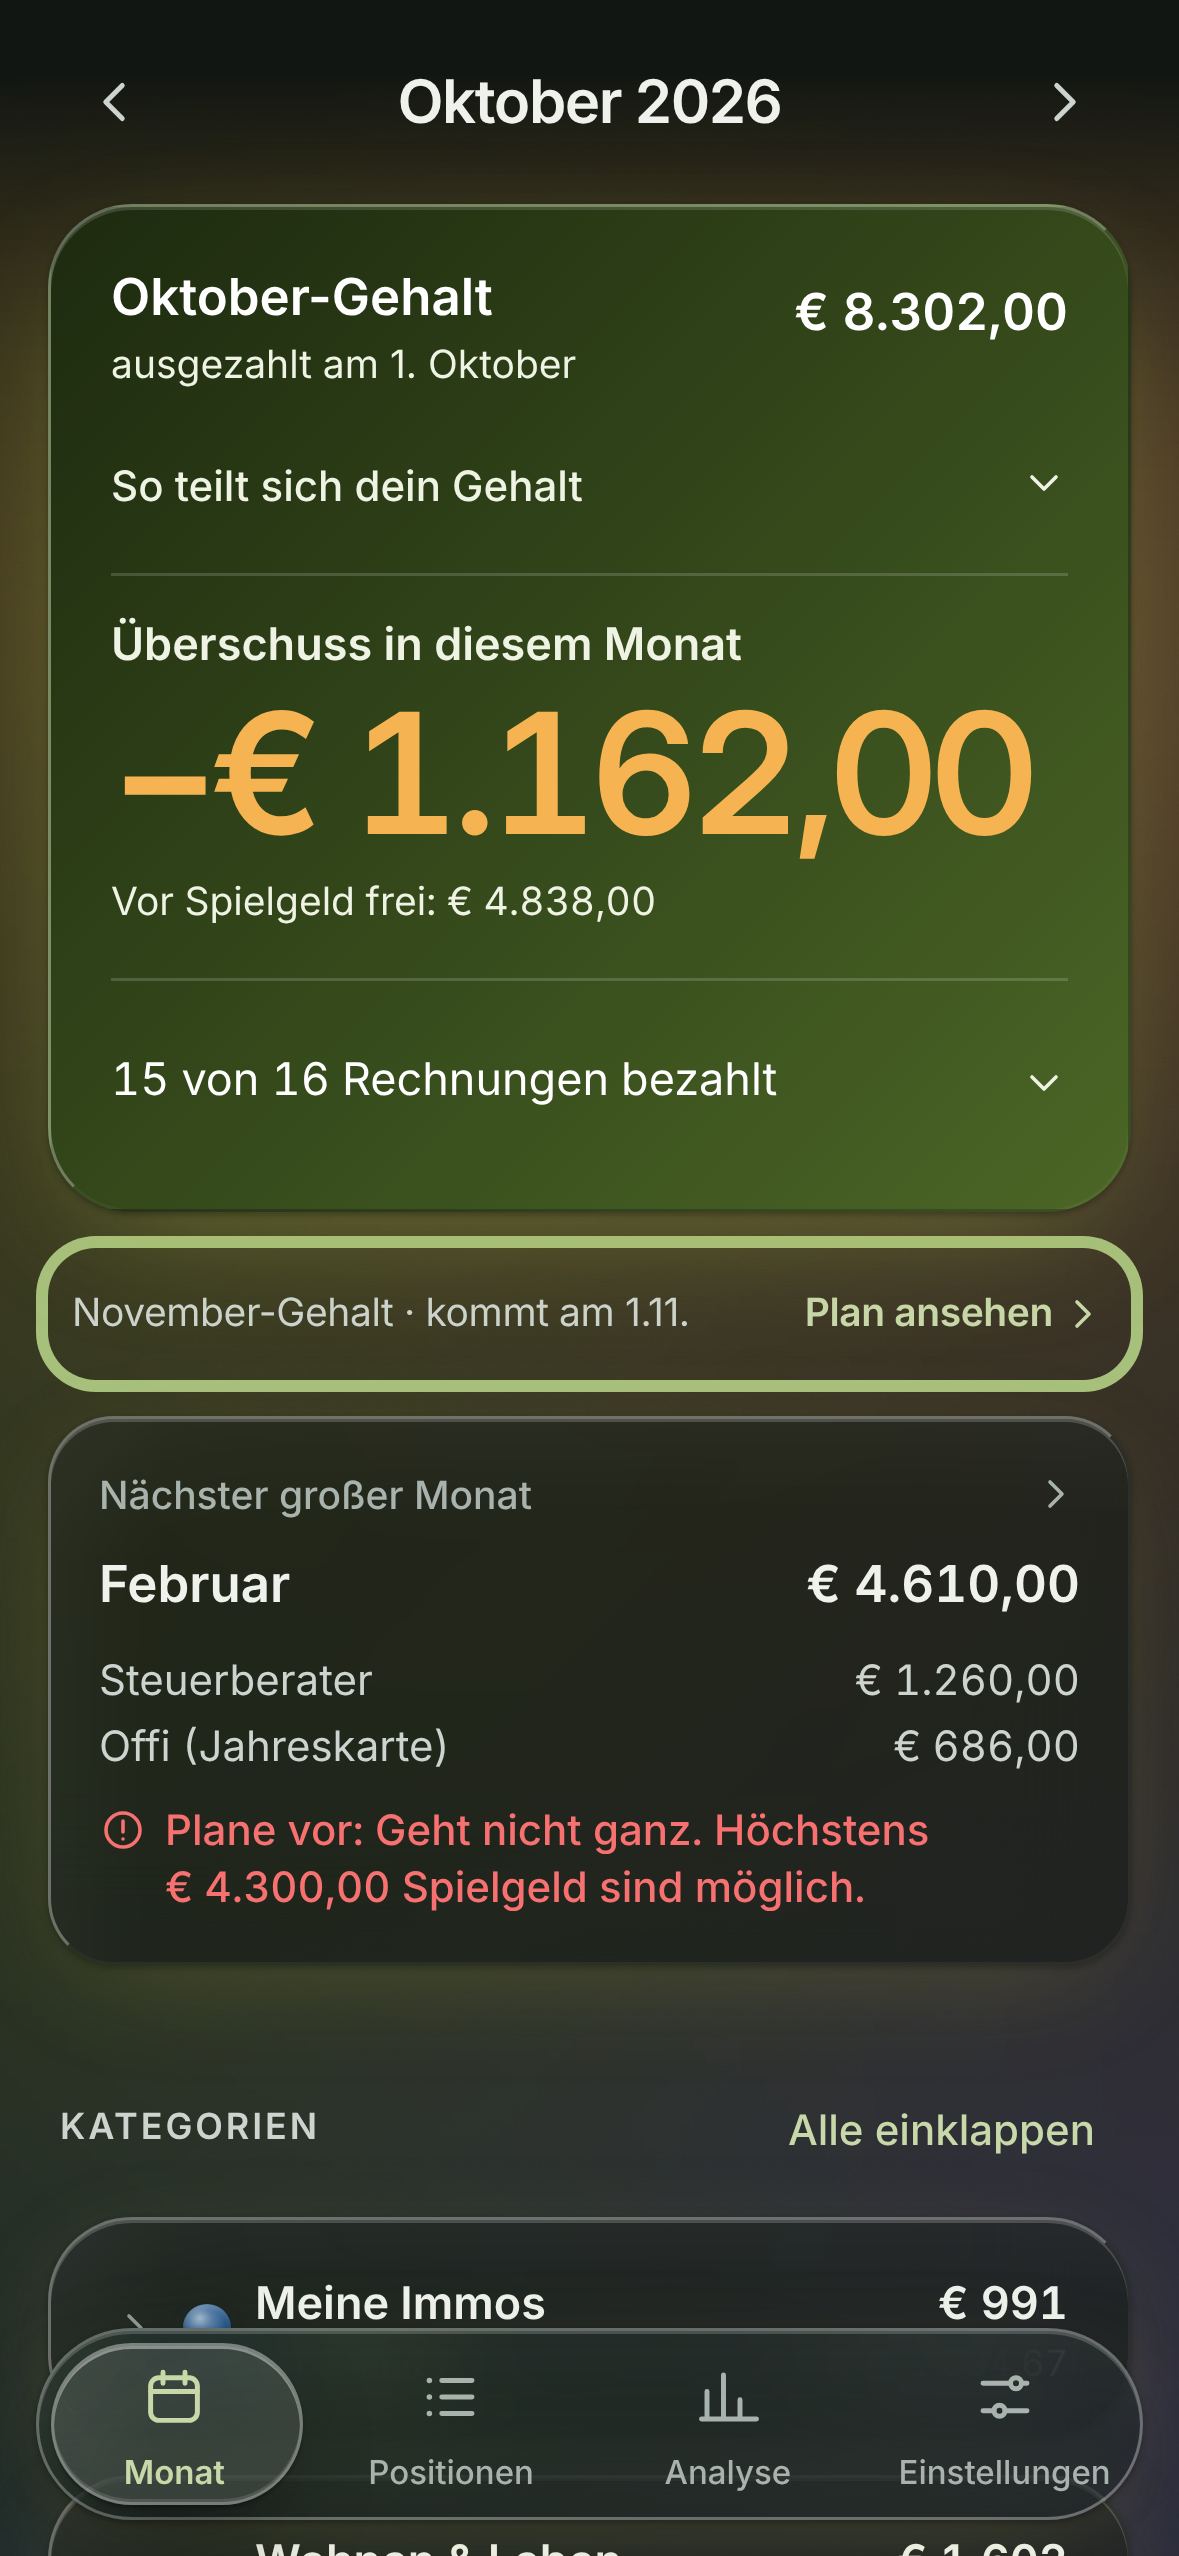 Oktober 2026
Oktober-Gehalt
€ 8.302,00
ausgezahlt am 1. Oktober
So teilt sich dein Gehalt
Überschuss in diesem Monat
–€ 1.162,00
Vor Spielgeld frei: € 4.838,00
15 von 16 Rechnungen bezahlt
November-Gehalt · kommt am 1.11.
Plan ansehen
Nächster großer Monat
Februar
€ 4.610,00
Steuerberater
€ 1.260,00
Offi (Jahreskarte)
€ 686,00
Plane vor: Geht nicht ganz. Höchstens
€ 4.300,00 Spielgeld sind möglich.
KATEGORIEN
Alle einklappen
Meine Immos
€ 991
Monat
Positionen
Analyse
Einstellungen